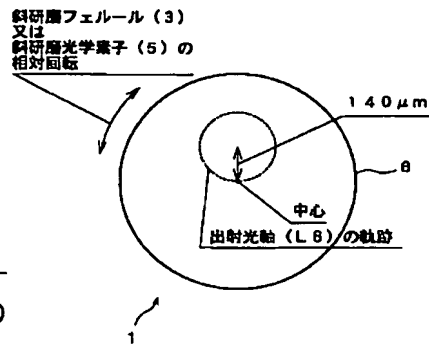 斜研磨フェルール（3）
又は
斜研磨光学素子（5）の
相対回転
140μm
中心
出射光軸（L6）の軌跡
1